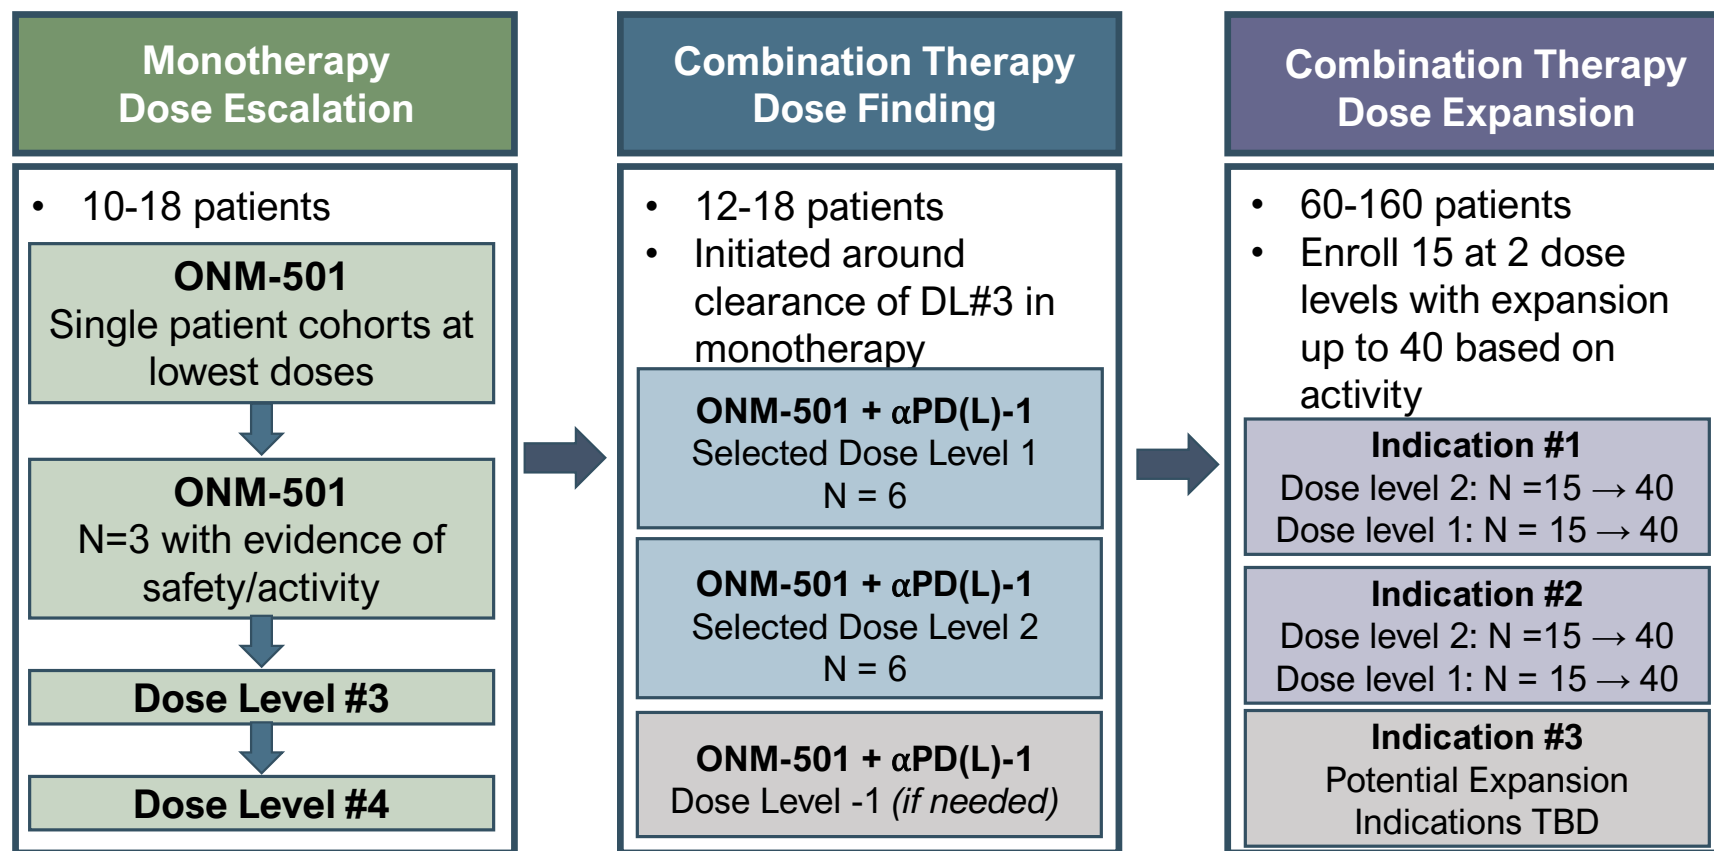 Monotherapy
Dose Escalation
• 10-18 patients
ONM-501
Single patient cohorts at
lowest doses
ONM-501
N=3 with evidence of
safety/activity
Dose Level #3
Dose Level #4
Combination Therapy
Dose Finding
• 12-18 patients
• Initiated around
clearance of DL#3 in
monotherapy
ONM-501 + αPD(L)-1
Selected Dose Level 1
N = 6
ONM-501 + αPD(L)-1
Selected Dose Level 2
N = 6
ONM-501 + αPD(L)-1
Dose Level -1 (if needed)
Combination Therapy
Dose Expansion
• 60-160 patients
• Enroll 15 at 2 dose
levels with expansion
up to 40 based on
activity
Indication #1
Dose level 2: N =15 → 40
Dose level 1: N = 15 → 40
Indication #2
Dose level 2: N =15 → 40
Dose level 1: N = 15 → 40
Indication #3
Potential Expansion
Indications TBD